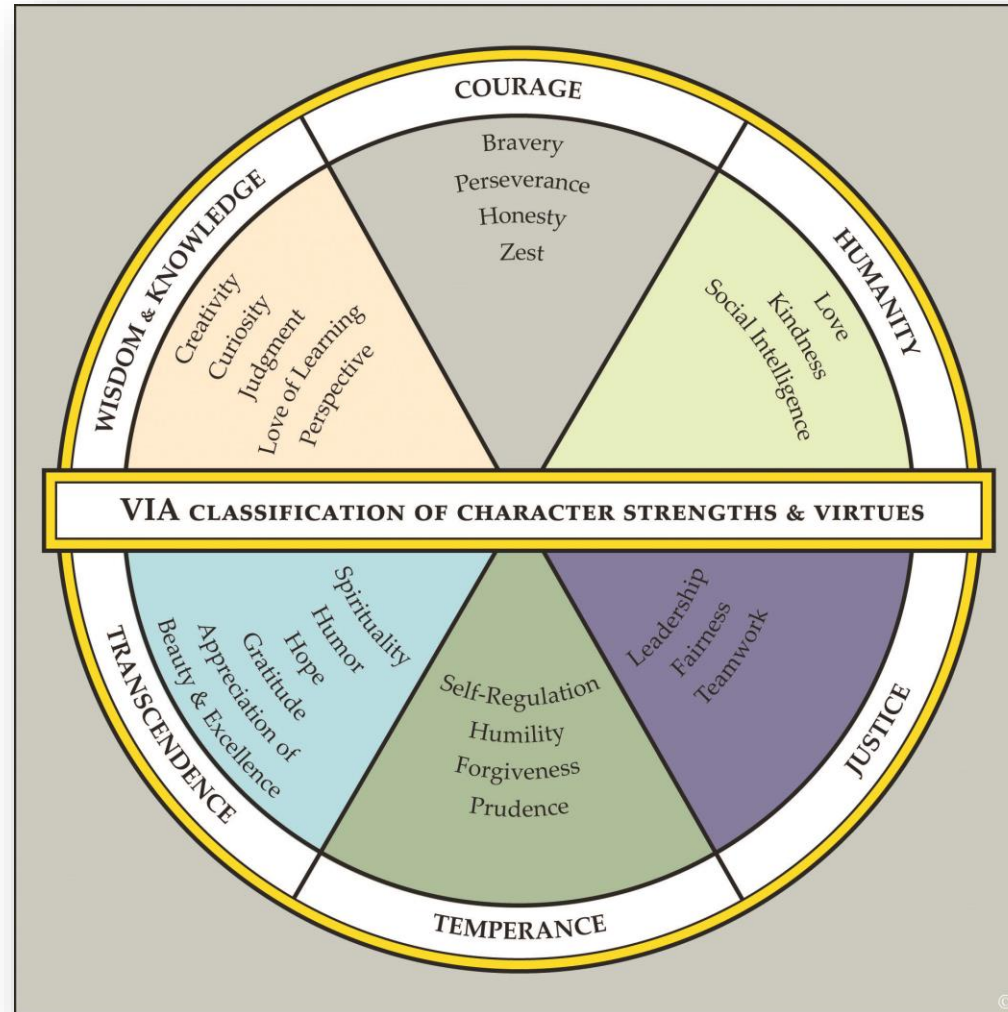 COURAGE
Bravery
Perseverance
Honesty
Zest
HUMANITY
Love
Kindness
Social Intelligence
WISDOM & KNOWLEDGE
Creativity
Curiosity
Judgment
Love of Learning
Perspective
VIA CLASSIFICATION OF CHARACTER STRENGTHS & VIRTUES
TRANSCENDENCE
Spirituality
Humor
Hope
Gratitude
Appreciation of
Beauty & Excellence
TEMPERANCE
Self-Regulation
Humility
Forgiveness
Prudence
JUSTICE
Leadership
Fairness
Teamwork
©